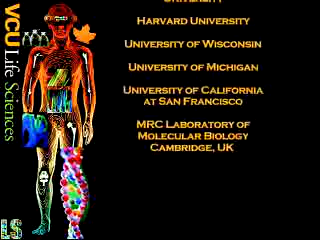 VCU Life Sciences
Harvard University
University of Wisconsin
University of Michigan
University of California
at San Francisco
MRC Laboratory of
Molecular Biology
Cambridge, UK
LS